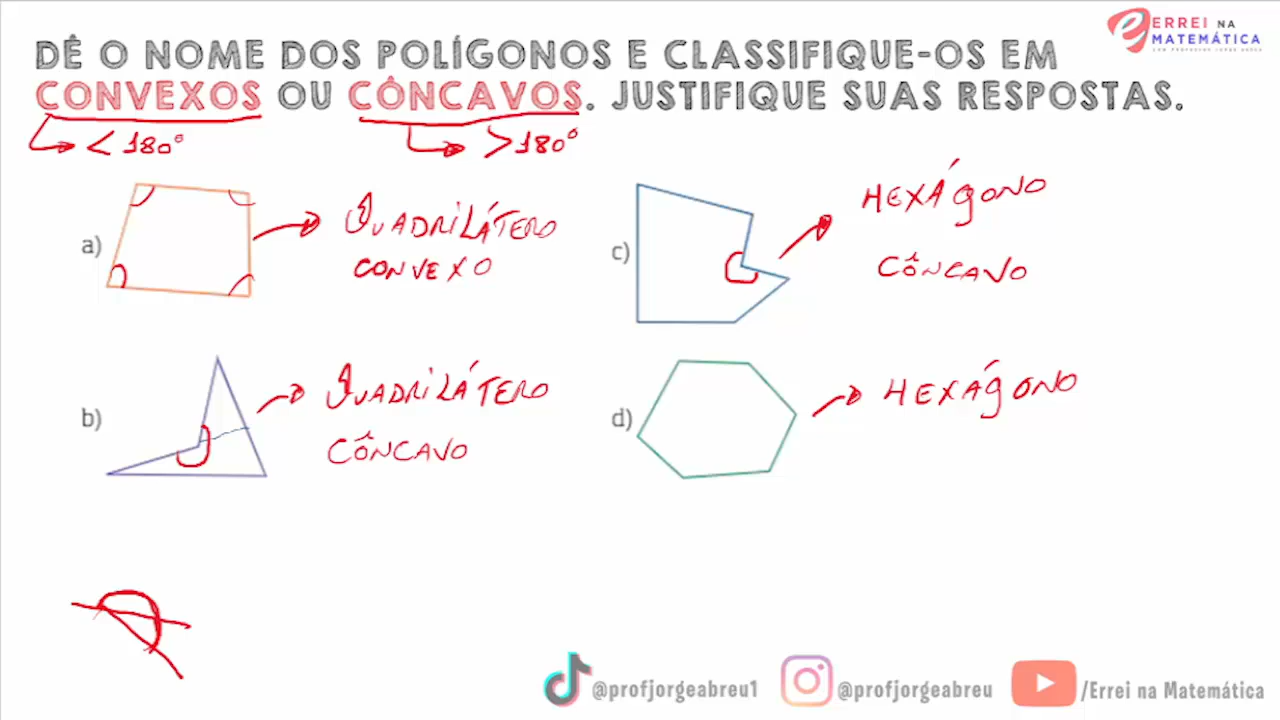 ERREI NA
MATEMÁTICA
DÊ O NOME DOS POLÍGONOS E CLASSIFIQUE-OS EM
CONVEXOS OU CÔNCAVOS. JUSTIFIQUE SUAS RESPOSTAS.
< 180° > 180°
a) QUADRILÁTERO
CONVEXO
c) HEXÁGONO
CÔNCAVO
b) QUADRILÁTERO
CÔNCAVO
d) HEXÁGONO
@profjorgeabreu1 @profjorgeabreu /Errei na Matemática